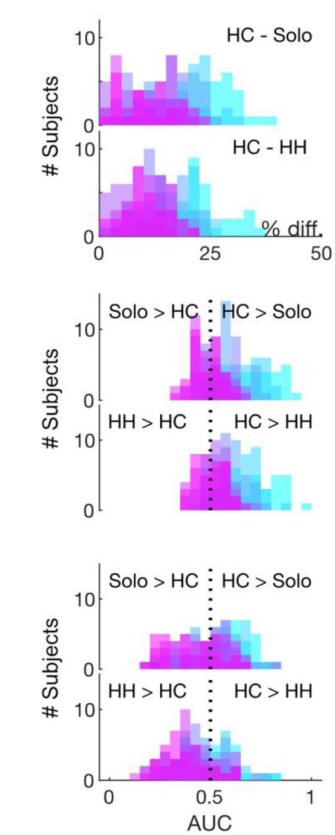 HC - Solo
10
0
# Subjects
HC - HH
10
0
% diff.
0 25 50
Solo > HC HC > Solo
10
0
# Subjects
HH > HC HC > HH
10
0
Solo > HC HC > Solo
10
0
# Subjects
HH > HC HC > HH
10
0
0 0.5 1
AUC